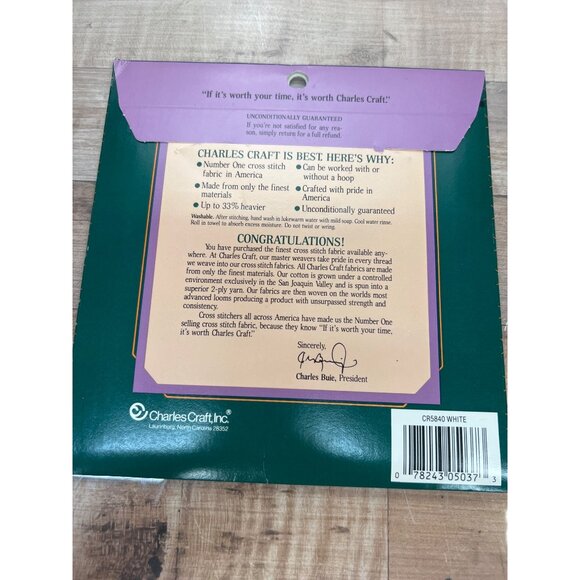 "If it's worth your time, it's worth Charles Craft."
UNCONDITIONALLY GUARANTEED
If you're not satisfied for any rea-
son, simply return for a full refund.
CHARLES CRAFT IS BEST. HERE'S WHY:
• Number One cross stitch fabric in America
• Can be worked with or without a hoop
• Made from only the finest materials
• Crafted with pride in America
• Up to 33% heavier
• Unconditionally guaranteed
Washable. After stitching, hand wash in lukewarm water with mild soap. Cool water rinse.
Roll in towel to absorb excess moisture. Do not twist or wring.
CONGRATULATIONS!
You have purchased the finest cross stitch fabric available any-
where. At Charles Craft, our master weavers take pride in every thread
we weave into our cross stitch fabrics. All Charles Craft fabrics are made
from only the finest materials. Our cotton is grown under a controlled
environment exclusively in the San Joaquin Valley and is spun into a
superior 2-ply yarn. Our fabrics are then woven on the worlds most
advanced looms producing a product with unsurpassed strength and
consistency.
Cross stitchers all across America have made us the Number One
selling cross stitch fabric, because they know "If it's worth your time,
it's worth Charles Craft."
Sincerely,
Charles Buie, President
Charles Craft, Inc.®
Laurinburg, North Carolina 28352
CR5840 WHITE
0 78243 05037 3